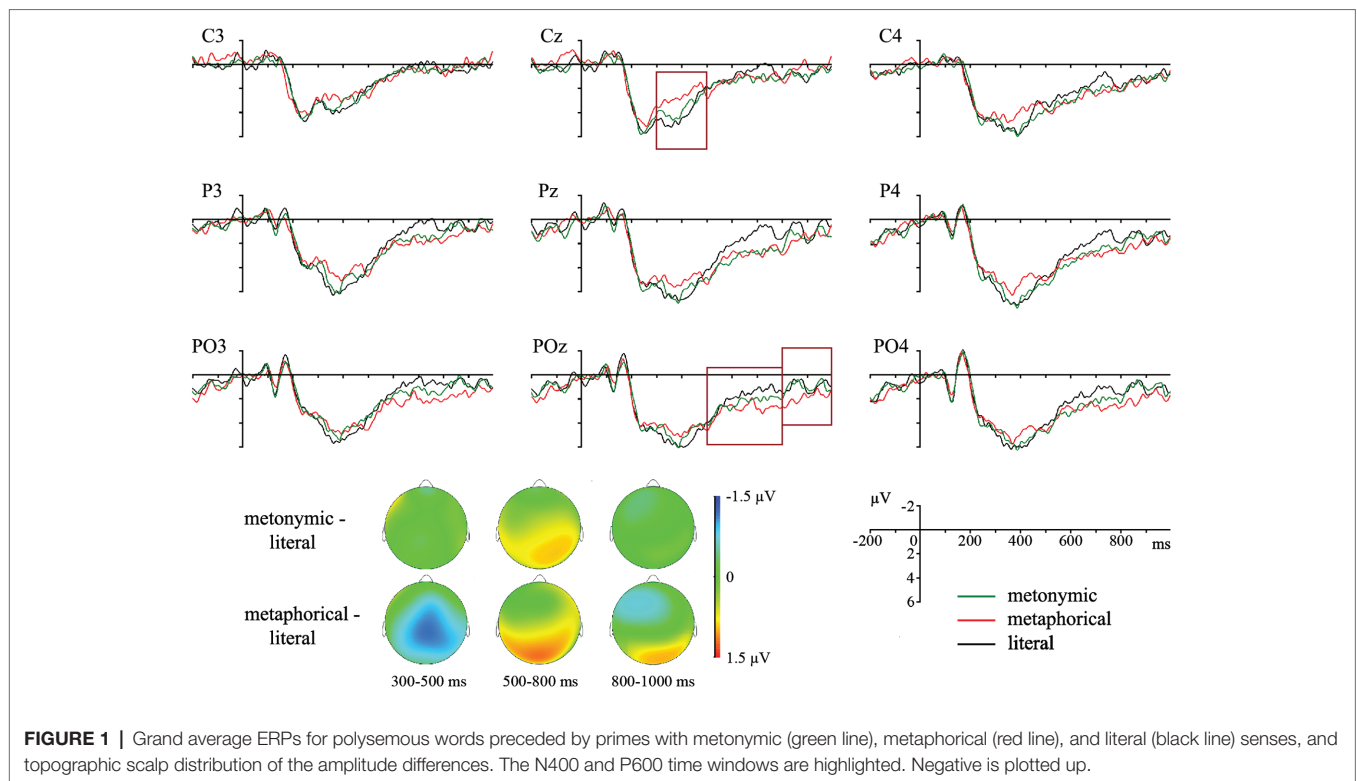 C3 Cz C4
P3 Pz P4
PO3 POz PO4
metonymic -
literal
metaphorical -
literal
-1.5 µV
0
1.5 µV
300-500 ms 500-800 ms 800-1000 ms
µV
-2
-200 0 200 400 600 800 ms
2
4
6
metonymic
metaphorical
literal
FIGURE 1 | Grand average ERPs for polysemous words preceded by primes with metonymic (green line), metaphorical (red line), and literal (black line) senses, and
topographic scalp distribution of the amplitude differences. The N400 and P600 time windows are highlighted. Negative is plotted up.